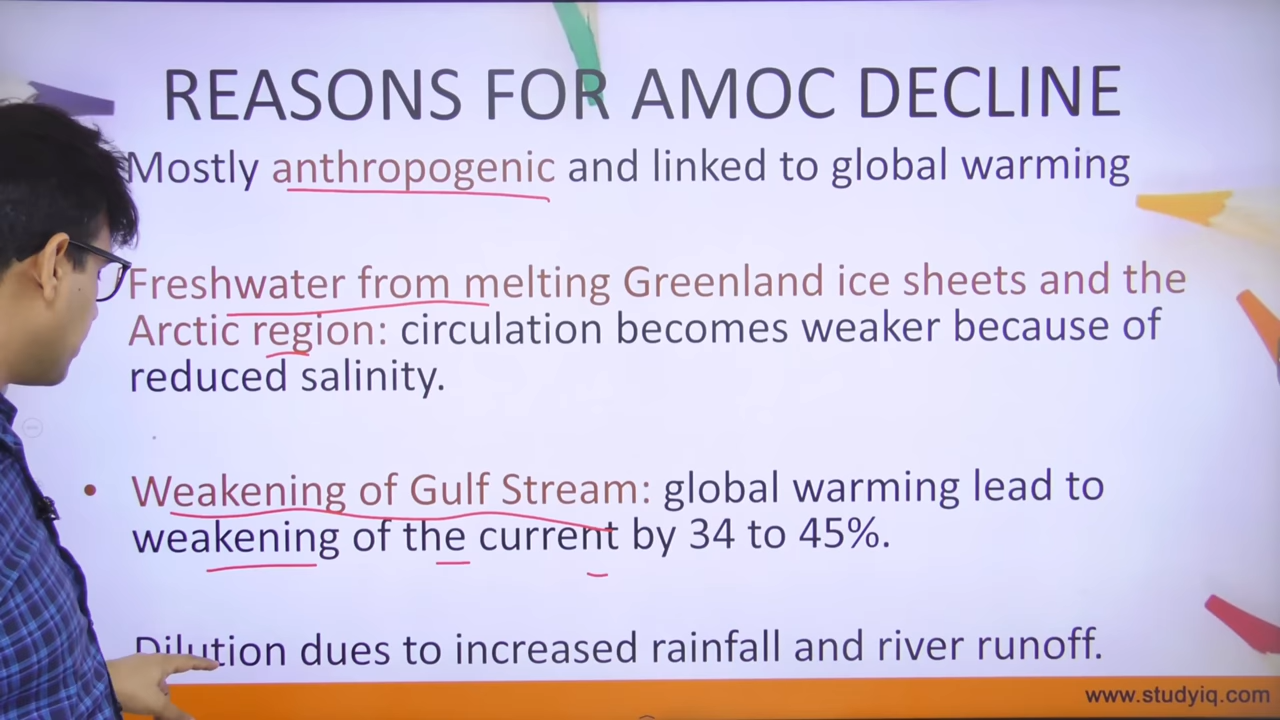 REASONS FOR AMOC DECLINE
Mostly anthropogenic and linked to global warming
Freshwater from melting Greenland ice sheets and the
Arctic region: circulation becomes weaker because of
reduced salinity.
• Weakening of Gulf Stream: global warming lead to
weakening of the current by 34 to 45%.
Dilution dues to increased rainfall and river runoff.
www.studyiq.com